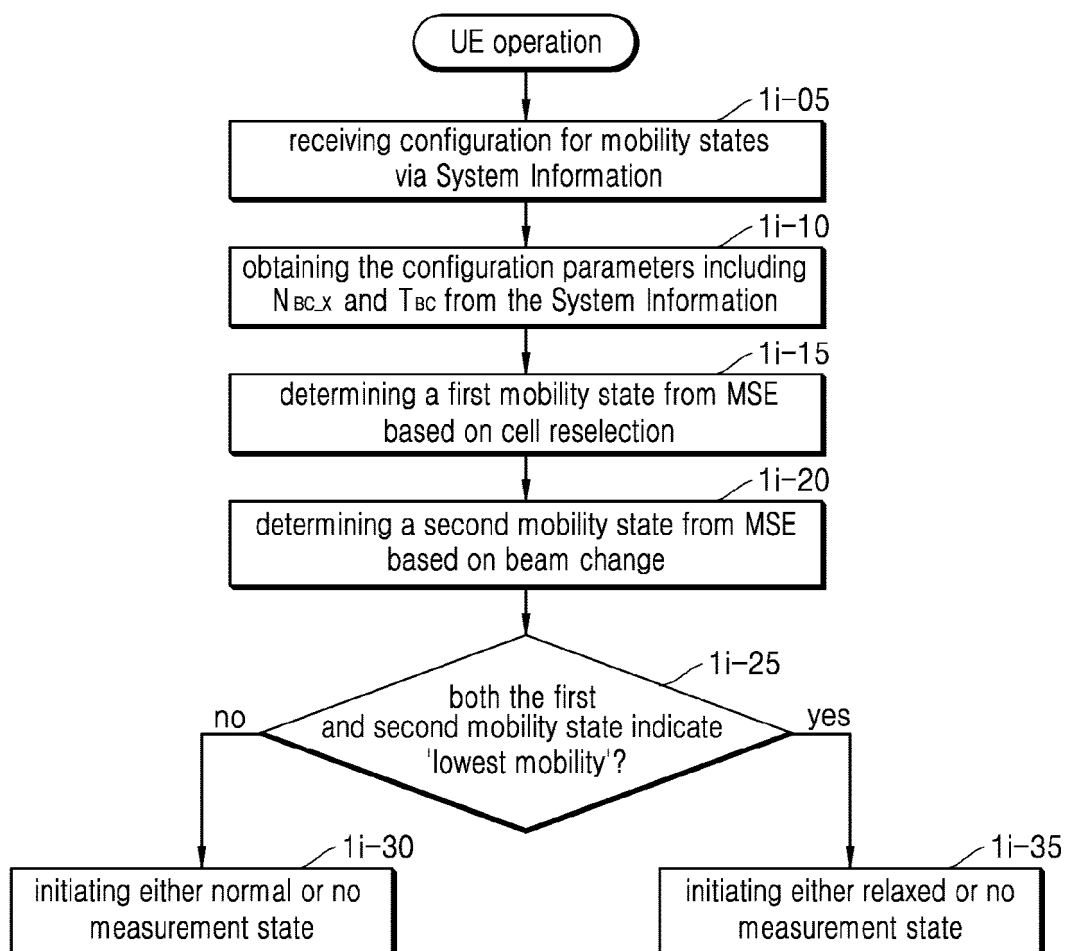 UE operation
1i-05
receiving configuration for mobility states
via System Information
1i-10
obtaining the configuration parameters including
NBC_X and TBC from the System Information
1i-15
determining a first mobility state from MSE
based on cell reselection
1i-20
determining a second mobility state from MSE
based on beam change
1i-25
both the first
and second mobility state indicate
'lowest mobility'?
no
yes
1i-30
initiating either normal or no
measurement state
1i-35
initiating either relaxed or no
measurement state